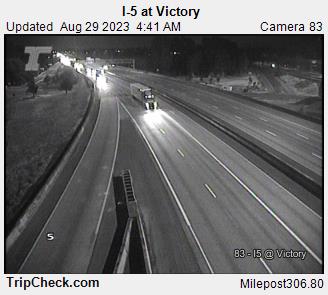 I-5 at Victory
Updated Aug 29 2023 4:41 AM Camera 83
T
S
83 - I5 @ Victory
TripCheck.com Milepost306.80